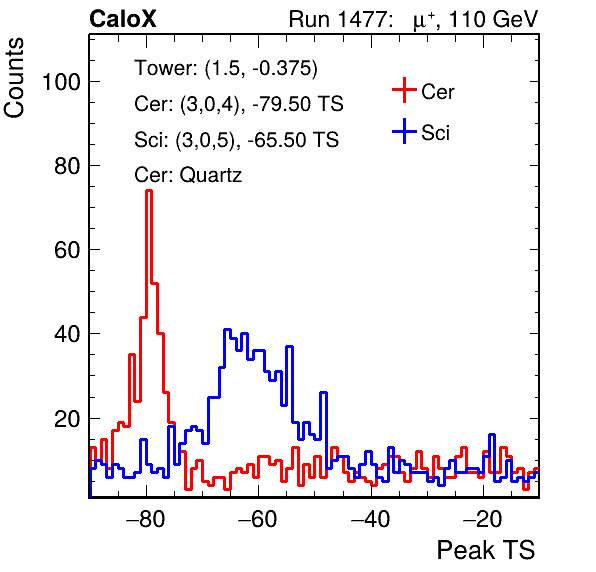 CaloX Run 1477: μ⁺, 110 GeV
Counts
Tower: (1.5, -0.375)
Cer: (3,0,4), -79.50 TS
Sci: (3,0,5), -65.50 TS
Cer: Quartz
Cer
Sci
100
80
60
40
20
−80 −60 −40 −20
Peak TS